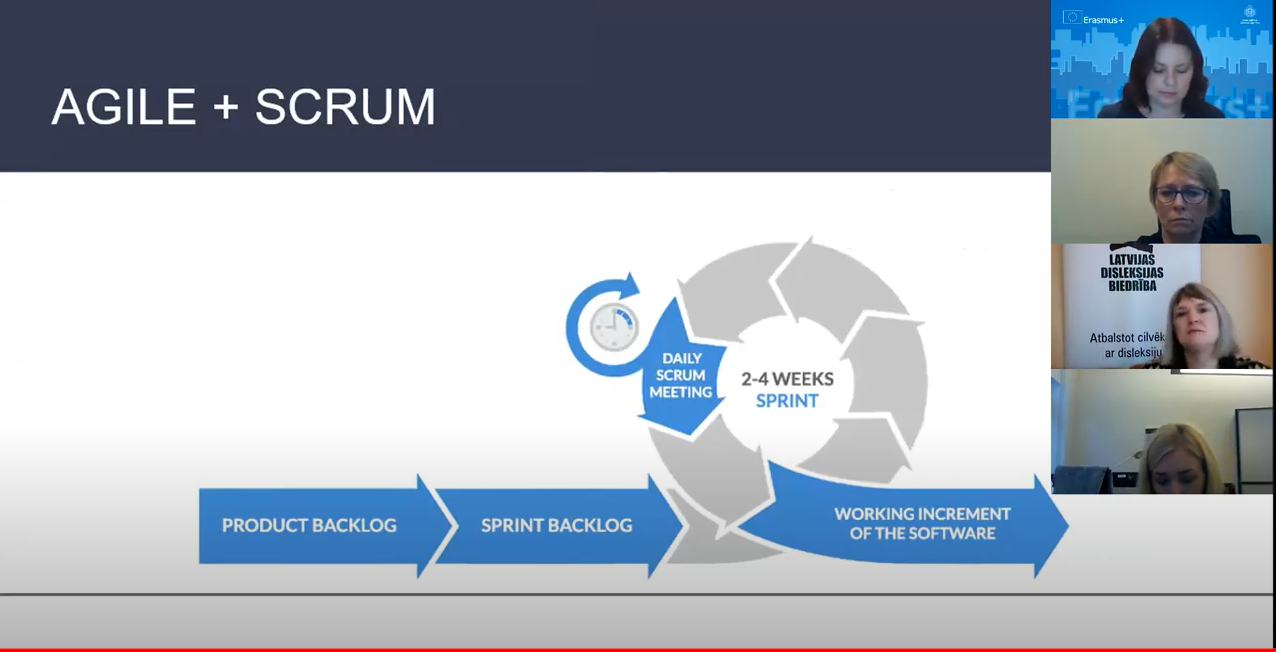 AGILE + SCRUM
DAILY
SCRUM
MEETING
2-4 WEEKS
SPRINT
PRODUCT BACKLOG
SPRINT BACKLOG
WORKING INCREMENT
OF THE SOFTWARE
Erasmus+
LATVIJAS
DISLEKSIJAS
BIEDRĪBA
Atbalstot cilvēk
ar disleksiju